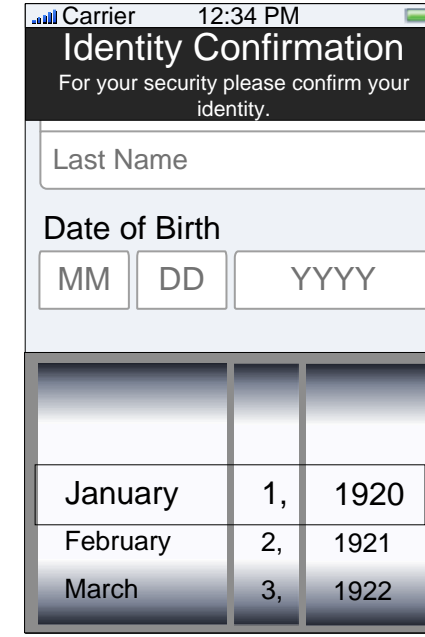 Carrier 12:34 PM
Identity Confirmation
For your security please confirm your
identity.
Last Name
Date of Birth
MM DD YYYY
January 1, 1920
February 2, 1921
March 3, 1922